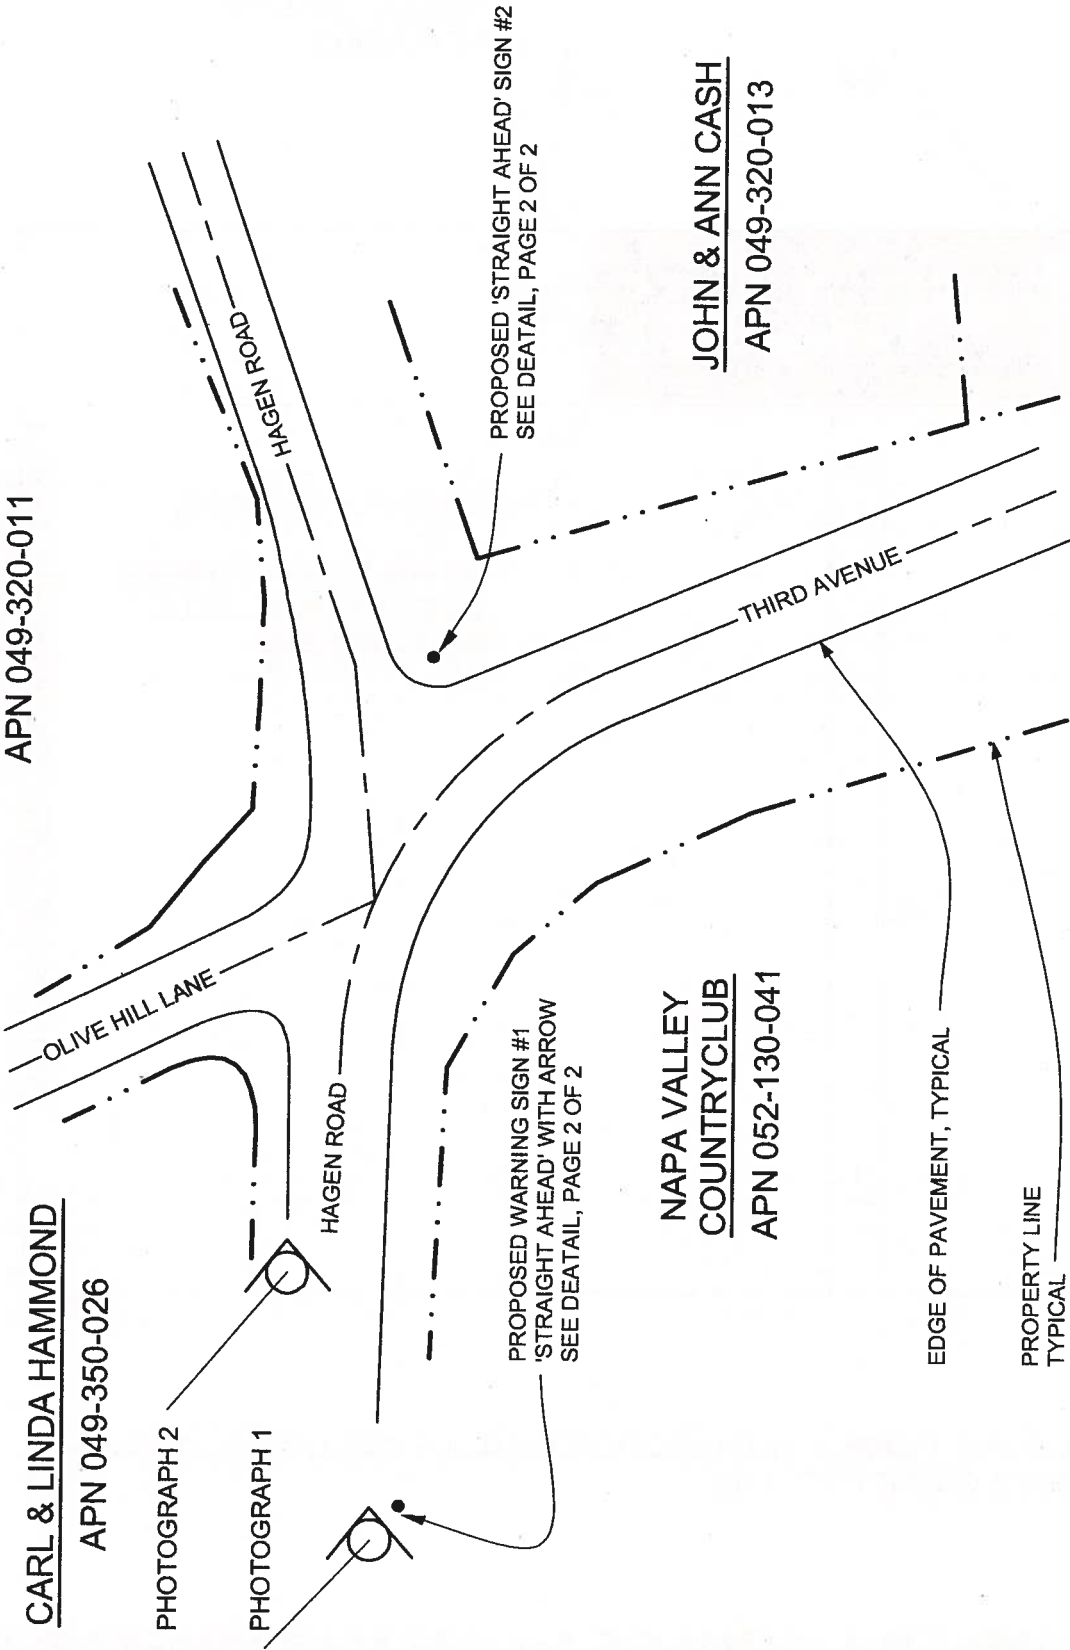 CARL & LINDA HAMMOND
APN 049-350-026
PHOTOGRAPH 2
PHOTOGRAPH 1
APN 049-320-011
OLIVE HILL LANE
HAGEN ROAD
HAGEN ROAD
PROPOSED WARNING SIGN #1
'STRAIGHT AHEAD' WITH ARROW
SEE DEATAIL, PAGE 2 OF 2
PROPOSED 'STRAIGHT AHEAD' SIGN #2
SEE DEATAIL, PAGE 2 OF 2
JOHN & ANN CASH
APN 049-320-013
THIRD AVENUE
NAPA VALLEY
COUNTRYCLUB
APN 052-130-041
EDGE OF PAVEMENT, TYPICAL
PROPERTY LINE
TYPICAL